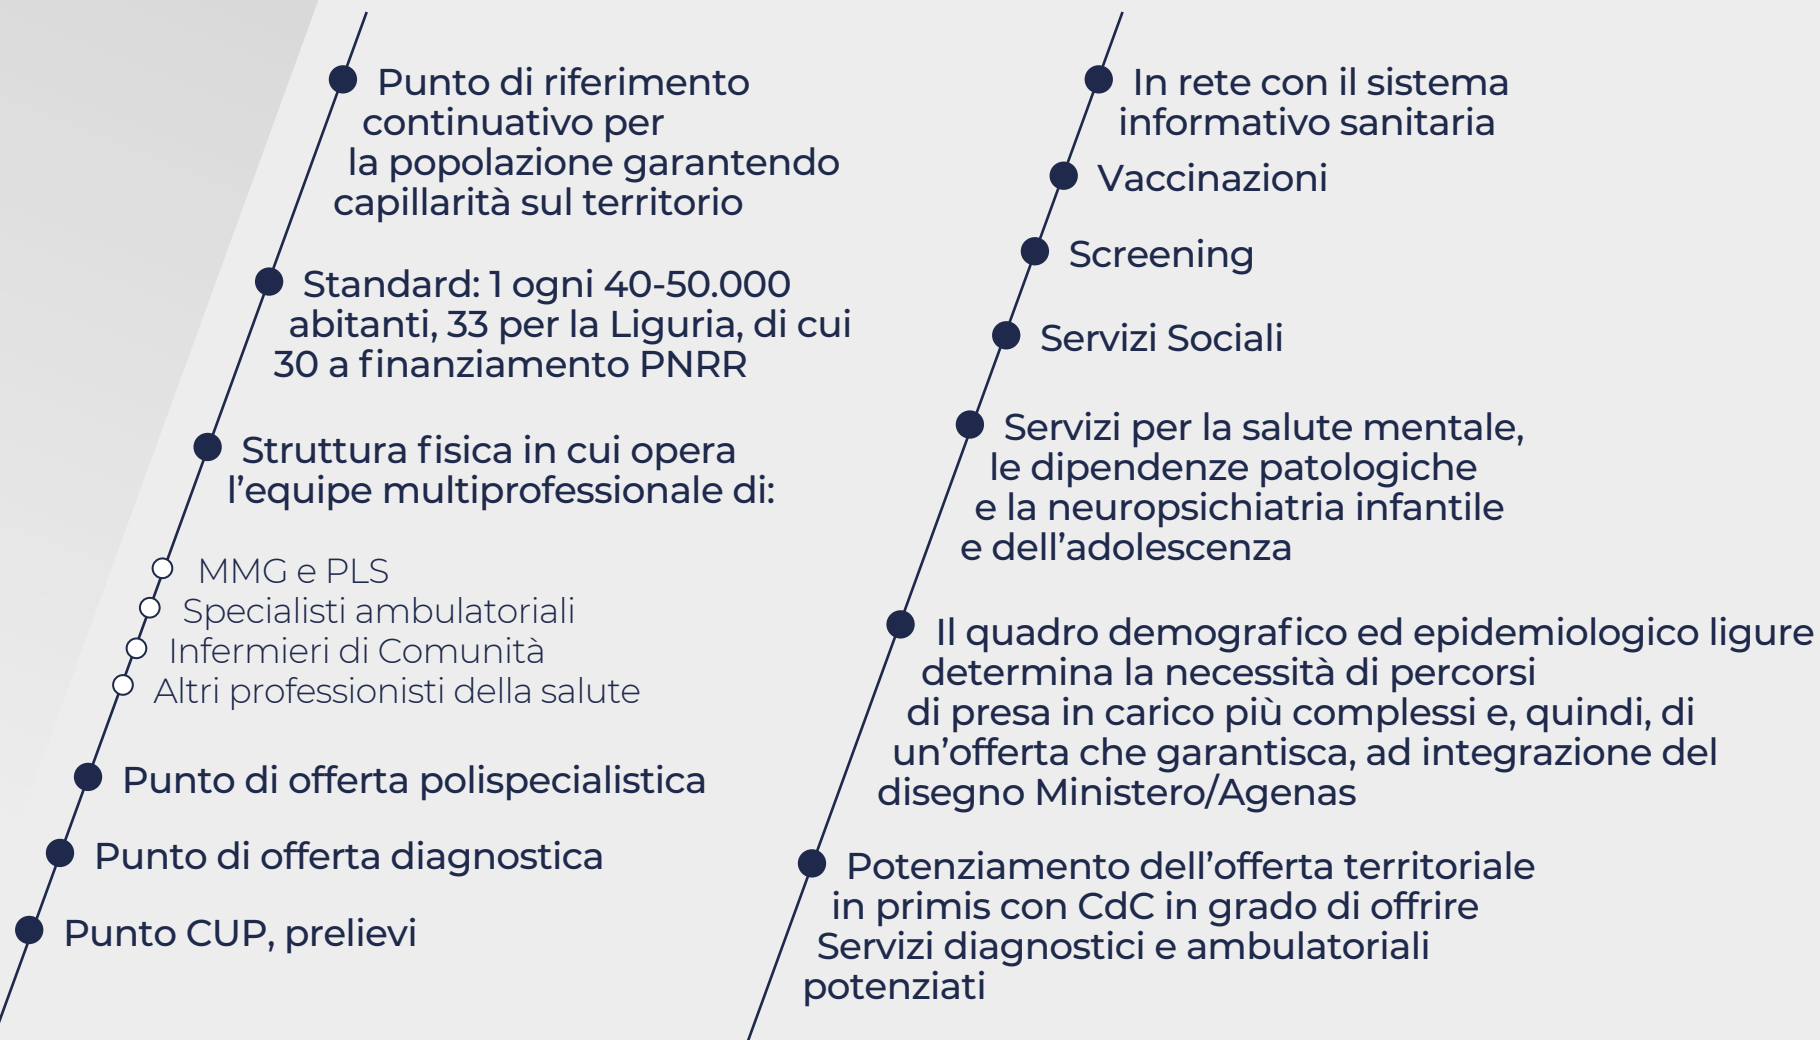 Punto di riferimento
continuativo per
la popolazione garantendo
capillarità sul territorio
Standard: 1 ogni 40-50.000
abitanti, 33 per la Liguria, di cui
30 a finanziamento PNRR
Struttura fisica in cui opera
l’equipe multiprofessionale di:
MMG e PLS
Specialisti ambulatoriali
Infermieri di Comunità
Altri professionisti della salute
Punto di offerta polispecialistica
Punto di offerta diagnostica
Punto CUP, prelievi
In rete con il sistema
informativo sanitaria
Vaccinazioni
Screening
Servizi Sociali
Servizi per la salute mentale,
le dipendenze patologiche
e la neuropsichiatria infantile
e dell’adolescenza
Il quadro demografico ed epidemiologico ligure
determina la necessità di percorsi
di presa in carico più complessi e, quindi, di
un’offerta che garantisca, ad integrazione del
disegno Ministero/Agenas
Potenziamento dell’offerta territoriale
in primis con CdC in grado di offrire
Servizi diagnostici e ambulatoriali
potenziati